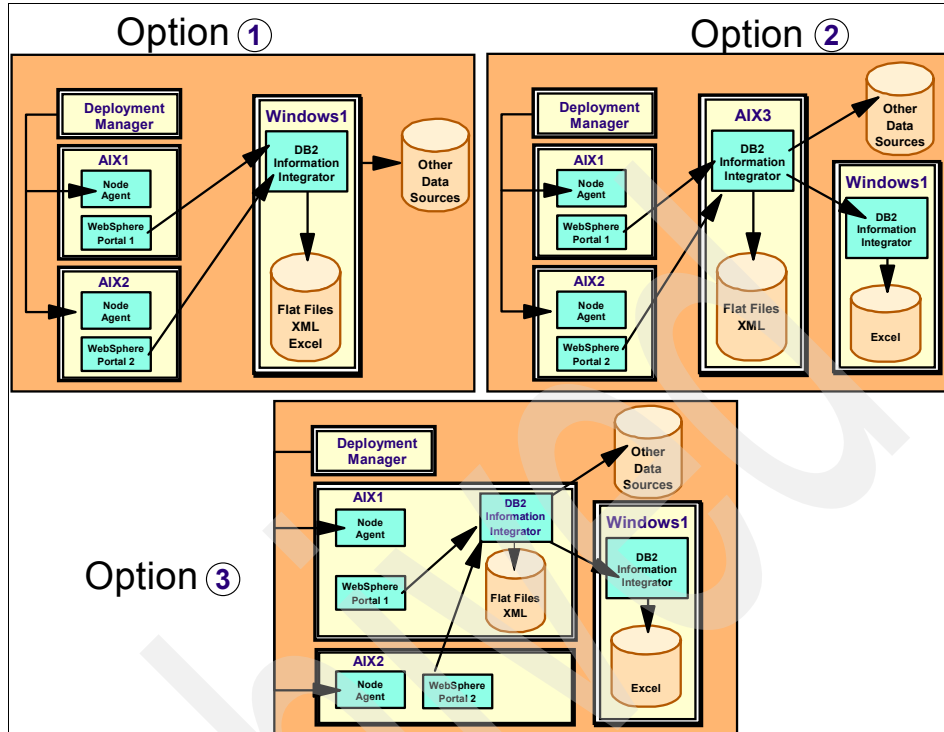 Option 1
Deployment
Manager
AIX1
Node
Agent
WebSphere
Portal 1
AIX2
Node
Agent
WebSphere
Portal 2
Windows1
DB2
Information
Integrator
Flat Files
XML
Excel
Other
Data
Sources
Option 2
Deployment
Manager
AIX1
Node
Agent
WebSphere
Portal 1
AIX2
Node
Agent
WebSphere
Portal 2
AIX3
DB2
Information
Integrator
Flat Files
XML
Other
Data
Sources
Windows1
DB2
Information
Integrator
Excel
Option 3
Deployment
Manager
AIX1
Node
Agent
WebSphere
Portal 1
DB2
Information
Integrator
Flat Files
XML
AIX2
Node
Agent
WebSphere
Portal 2
Other
Data
Sources
Windows1
DB2
Information
Integrator
Excel